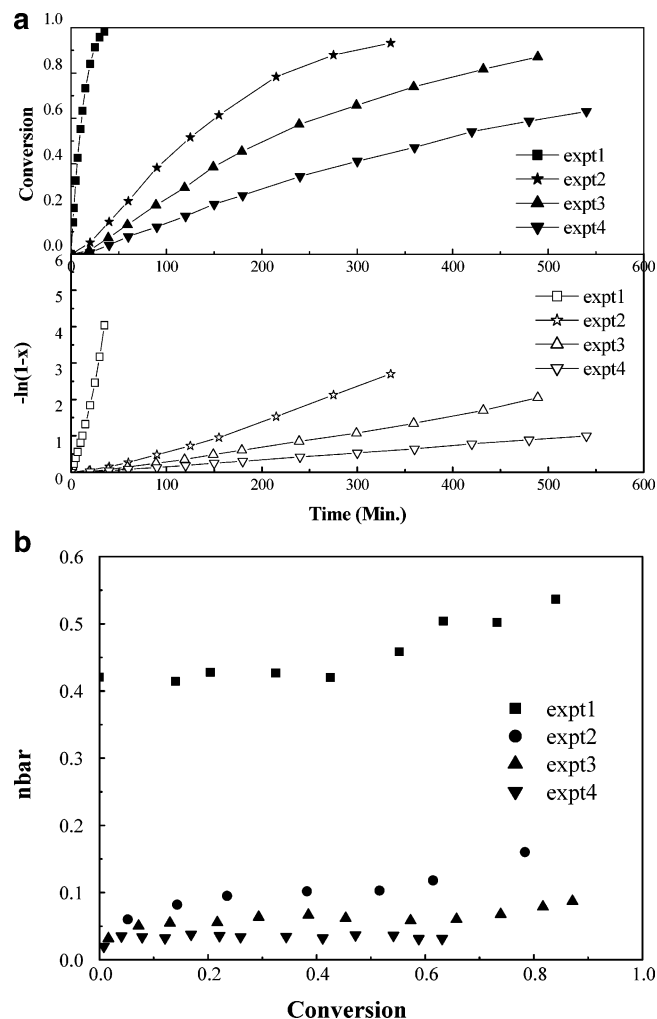 a
1.0
0.8
0.6
0.4
0.2
0.0
Conversion
expt1
expt2
expt3
expt4
0 100 200 300 400 500 600
6
5
4
3
2
1
0
-ln(1-x)
expt1
expt2
expt3
expt4
0 100 200 300 400 500 600
Time (Min.)
b
0.6
0.5
0.4
0.3
0.2
0.1
0.0
nbar
expt1
expt2
expt3
expt4
0.0 0.2 0.4 0.6 0.8 1.0
Conversion